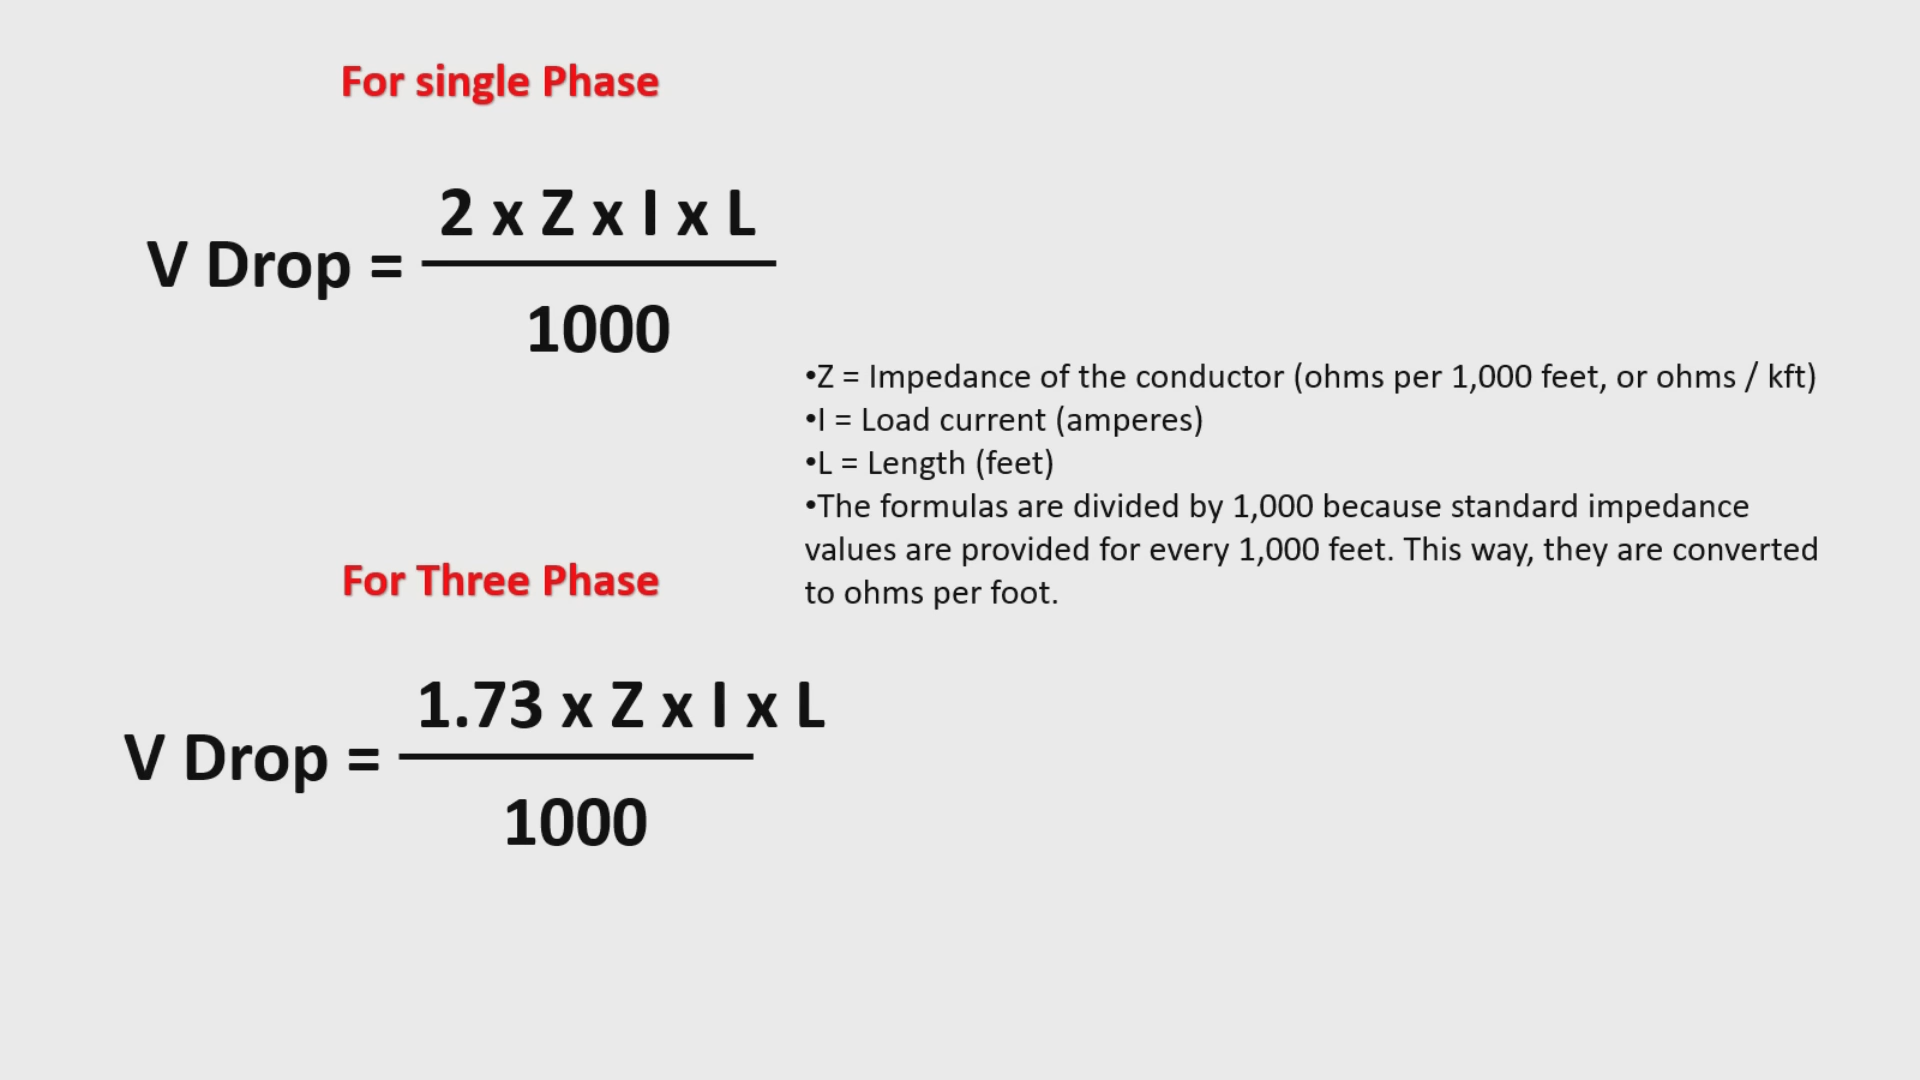 For single Phase
2 x Z x I x L
V Drop =
1000
•Z = Impedance of the conductor (ohms per 1,000 feet, or ohms / kft)
•I = Load current (amperes)
•L = Length (feet)
•The formulas are divided by 1,000 because standard impedance
values are provided for every 1,000 feet. This way, they are converted
to ohms per foot.
For Three Phase
1.73 x Z x I x L
V Drop =
1000